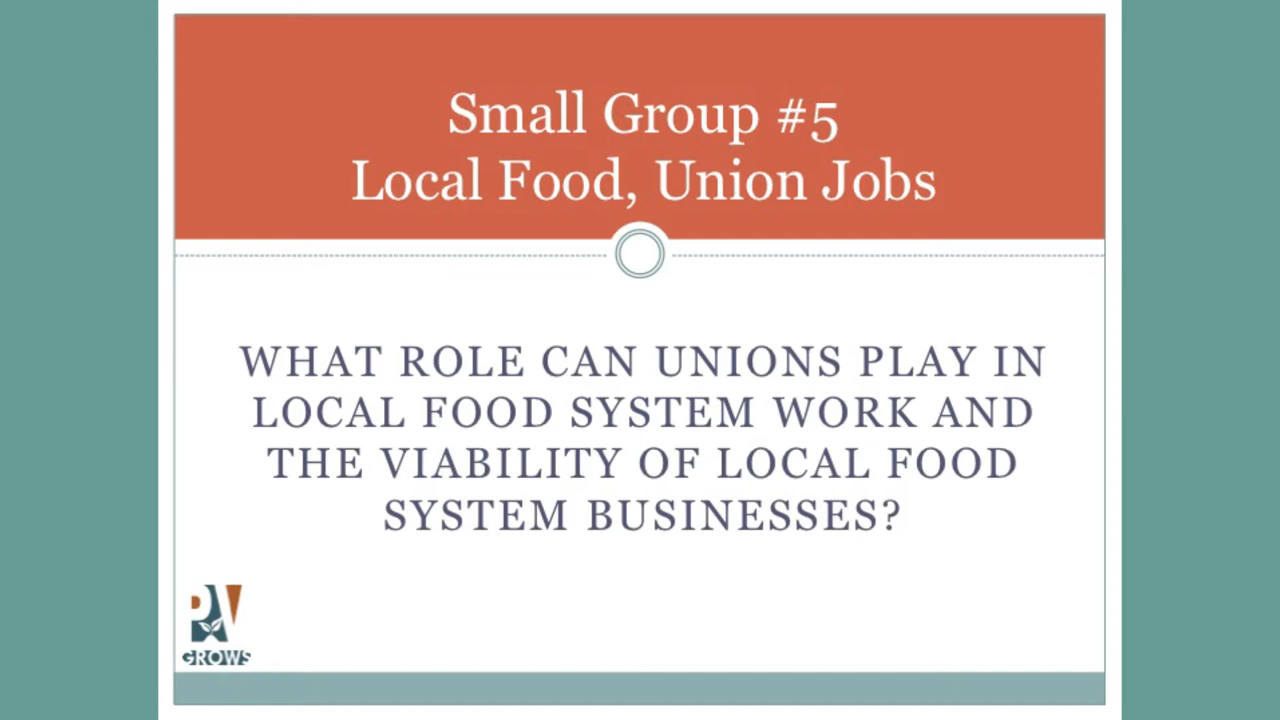 Small Group #5
Local Food, Union Jobs
WHAT ROLE CAN UNIONS PLAY IN
LOCAL FOOD SYSTEM WORK AND
THE VIABILITY OF LOCAL FOOD
SYSTEM BUSINESSES?
PV
GROWS